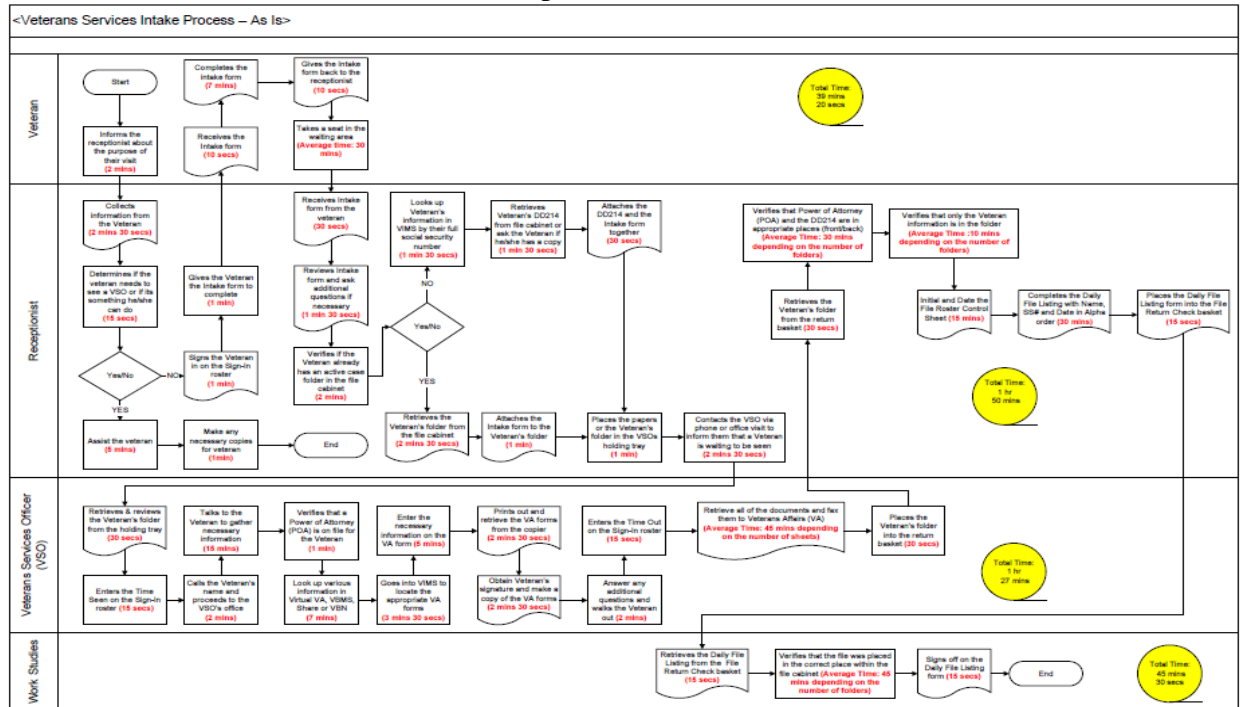 <Veterans Services Intake Process – As Is>
Veteran
Start
Informs the
receptionist about
the purpose of
their visit
(2 mins)
Completes the
intake form
(7 mins)
Receives the
Intake form
(10 secs)
Gives the Intake
form back to the
receptionist
(10 secs)
Takes a seat in the
waiting area
(Average time: 30
mins)
Total Time:
39 mins
20 secs
Receptionist
Collects
information from
the Veteran
(2 mins 30 secs)
Determines if the
veteran needs to
see a VSO or if its
something he/she
can do
(15 secs)
Yes/No
NO
YES
Assist the veteran
(5 mins)
Make any
necessary copies
for veteran
(1min)
End
Signs the Veteran
in on the Sign-In
roster
(1 min)
Gives the Veteran
the Intake form to
complete
(1 min)
Receives Intake
form from the
veteran
(30 secs)
Reviews Intake
form and ask
additional
questions if
necessary
(1 min 30 secs)
Verifies if the
Veteran already
has an active case
folder in the file
cabinet
(2 mins)
Yes/No
NO
YES
Looks up
Veteran's
information in
VIMS by their full
social security
number
(1 min 30 secs)
Retrieves
Veteran's DD214
from file cabinet or
ask the Veteran if
he/she has a copy
(1 min 30 secs)
Attaches the
DD214 and the
Intake form
together
(30 secs)
Retrieves the
Veteran's folder from
the file cabinet
(2 mins 30 secs)
Attaches the
Intake form to the
Veteran's folder
(1 min)
Places the papers
or the Veteran's
folder in the VSOs
holding tray
(1 min)
Contacts the VSO via
phone or office visit to
inform them that a Veteran
is waiting to be seen
(2 mins 30 secs)
Verifies that Power of Attorney
(POA) and the DD214 are in
appropriate places (front/back)
(Average Time: 30 mins
depending on the number of
folders)
Retrieves the
Veteran's folder
from the return
basket (30 secs)
Verifies that only the Veteran
information is in the folder
(Average Time :10 mins
depending on the number of
folders)
Initial and Date the
File Roster Control
Sheet (15 mins)
Completes the Daily
File Listing with Name,
SS# and Date in Alpha
order (30 mins)
Places the Daily File
Listing form into the File
Return Check basket
(15 secs)
Total Time:
1 hr
50 mins
Veterans Services Officer
(VSO)
Retrieves & reviews
the Veteran's folder
from the holding tray
(30 secs)
Enters the Time
Seen on the Sign-In
roster (15 secs)
Talks to the
Veteran to gather
necessary
information
(15 mins)
Calls the Veteran's
name and
proceeds to the
VSO's office
(2 mins)
Verifies that a
Power of Attorney
(POA) is on file for
the Veteran
(1 min)
Look up various
information in
Virtual VA, VBMS,
Share or VBN
(7 mins)
Enter the
necessary
information on the
VA form (5 mins)
Goes into VIMS to
locate the
appropriate VA
forms
(3 mins 30 secs)
Prints out and
retrieve the VA forms
from the copier
(2 mins 30 secs)
Obtain Veteran's
signature and make a
copy of the VA forms
(2 mins 30 secs)
Enters the Time Out
on the Sign-In roster
(15 secs)
Answer any
additional
questions and
walks the Veteran
out (2 mins)
Retrieve all of the documents and fax
them to Veterans Affairs (VA)
(Average Time: 45 mins depending
on the number of sheets)
Places the
Veteran's folder
into the return
basket (30 secs)
Total Time:
1 hr
27 mins
Work Studies
Retrieves the Daily File
Listing from the File
Return Check basket
(15 secs)
Verifies that the file was placed
in the correct place within the
file cabinet (Average Time: 45
mins depending on the
number of folders)
Signs off on the
Daily File Listing
form (15 secs)
End
Total Time:
45 mins
30 secs